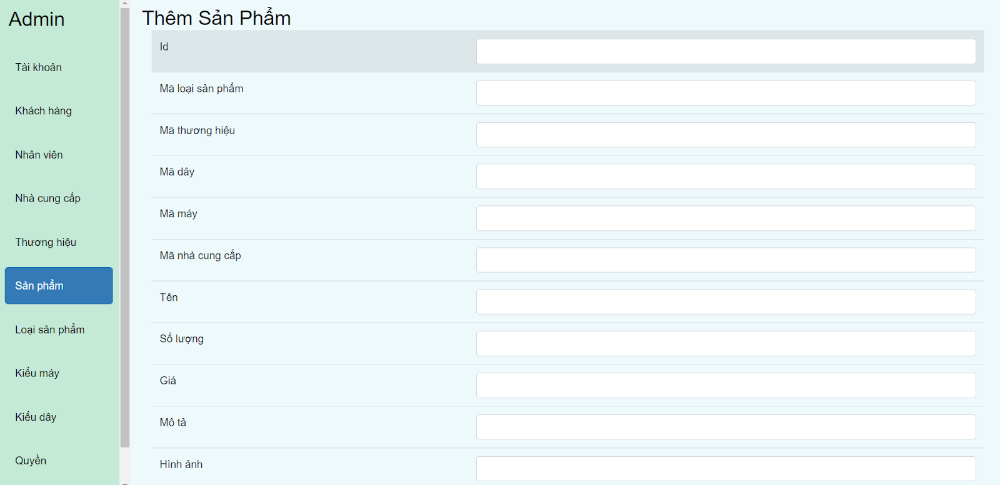 Admin
Tài khoản
Khách hàng
Nhân viên
Nhà cung cấp
Thương hiệu
Sản phẩm
Loại sản phẩm
Kiểu máy
Kiểu dây
Quyền
Thêm Sản Phẩm
Id
Mã loại sản phẩm
Mã thương hiệu
Mã dây
Mã máy
Mã nhà cung cấp
Tên
Số lượng
Giá
Mô tả
Hình ảnh